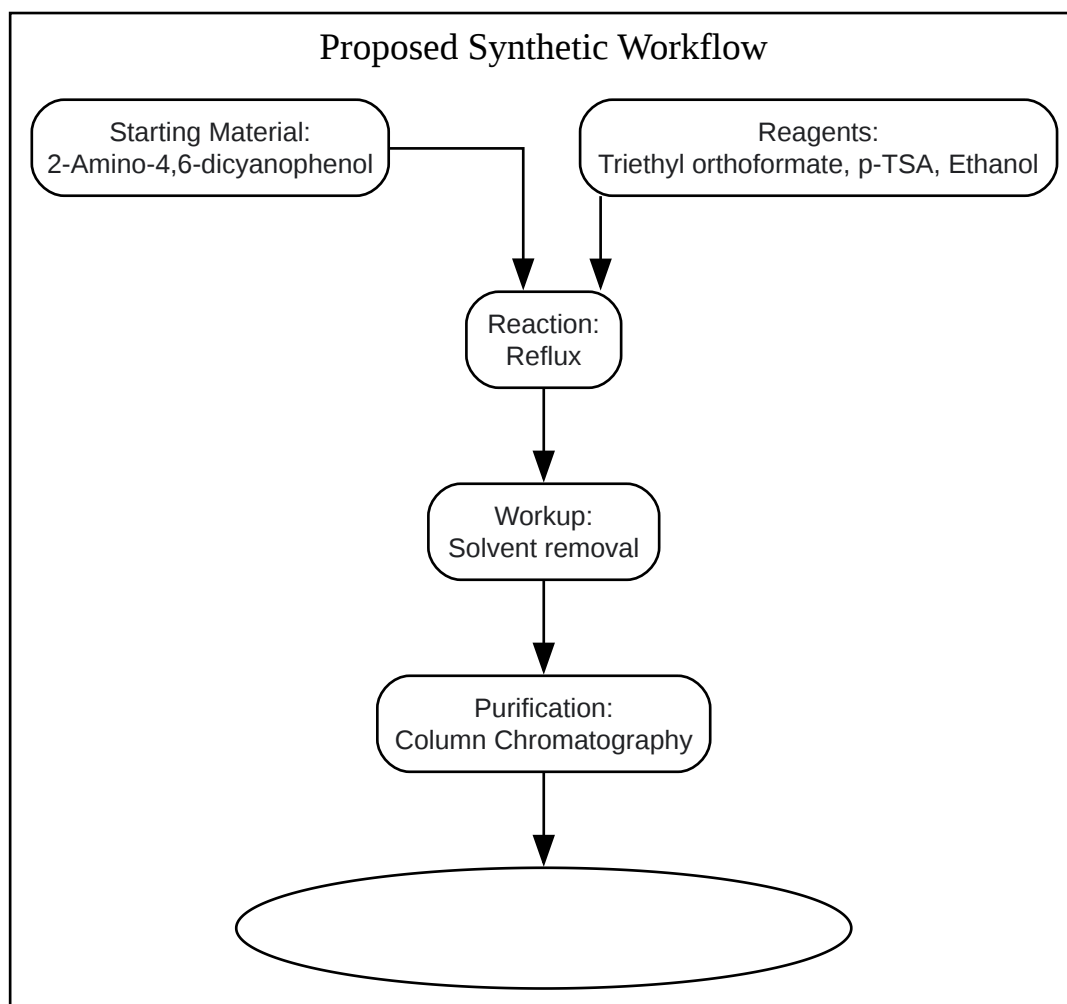 Proposed Synthetic Workflow
Starting Material:
2-Amino-4,6-dicyanophenol
Reagents:
Triethyl orthoformate, p-TSA, Ethanol
Reaction:
Reflux
Workup:
Solvent removal
Purification:
Column Chromatography